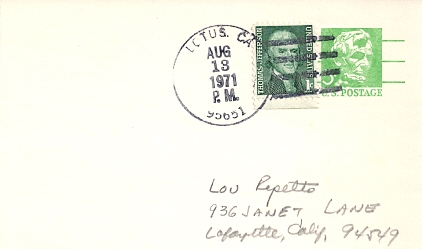 LOTUS, CA
AUG
13
1971
P.M.
95651
THOMAS JEFFERSON
UNITED STATES
1c
U.S. POSTAGE
Lou Repetto
936 JANET LANE
Lafayette, Calif. 94549